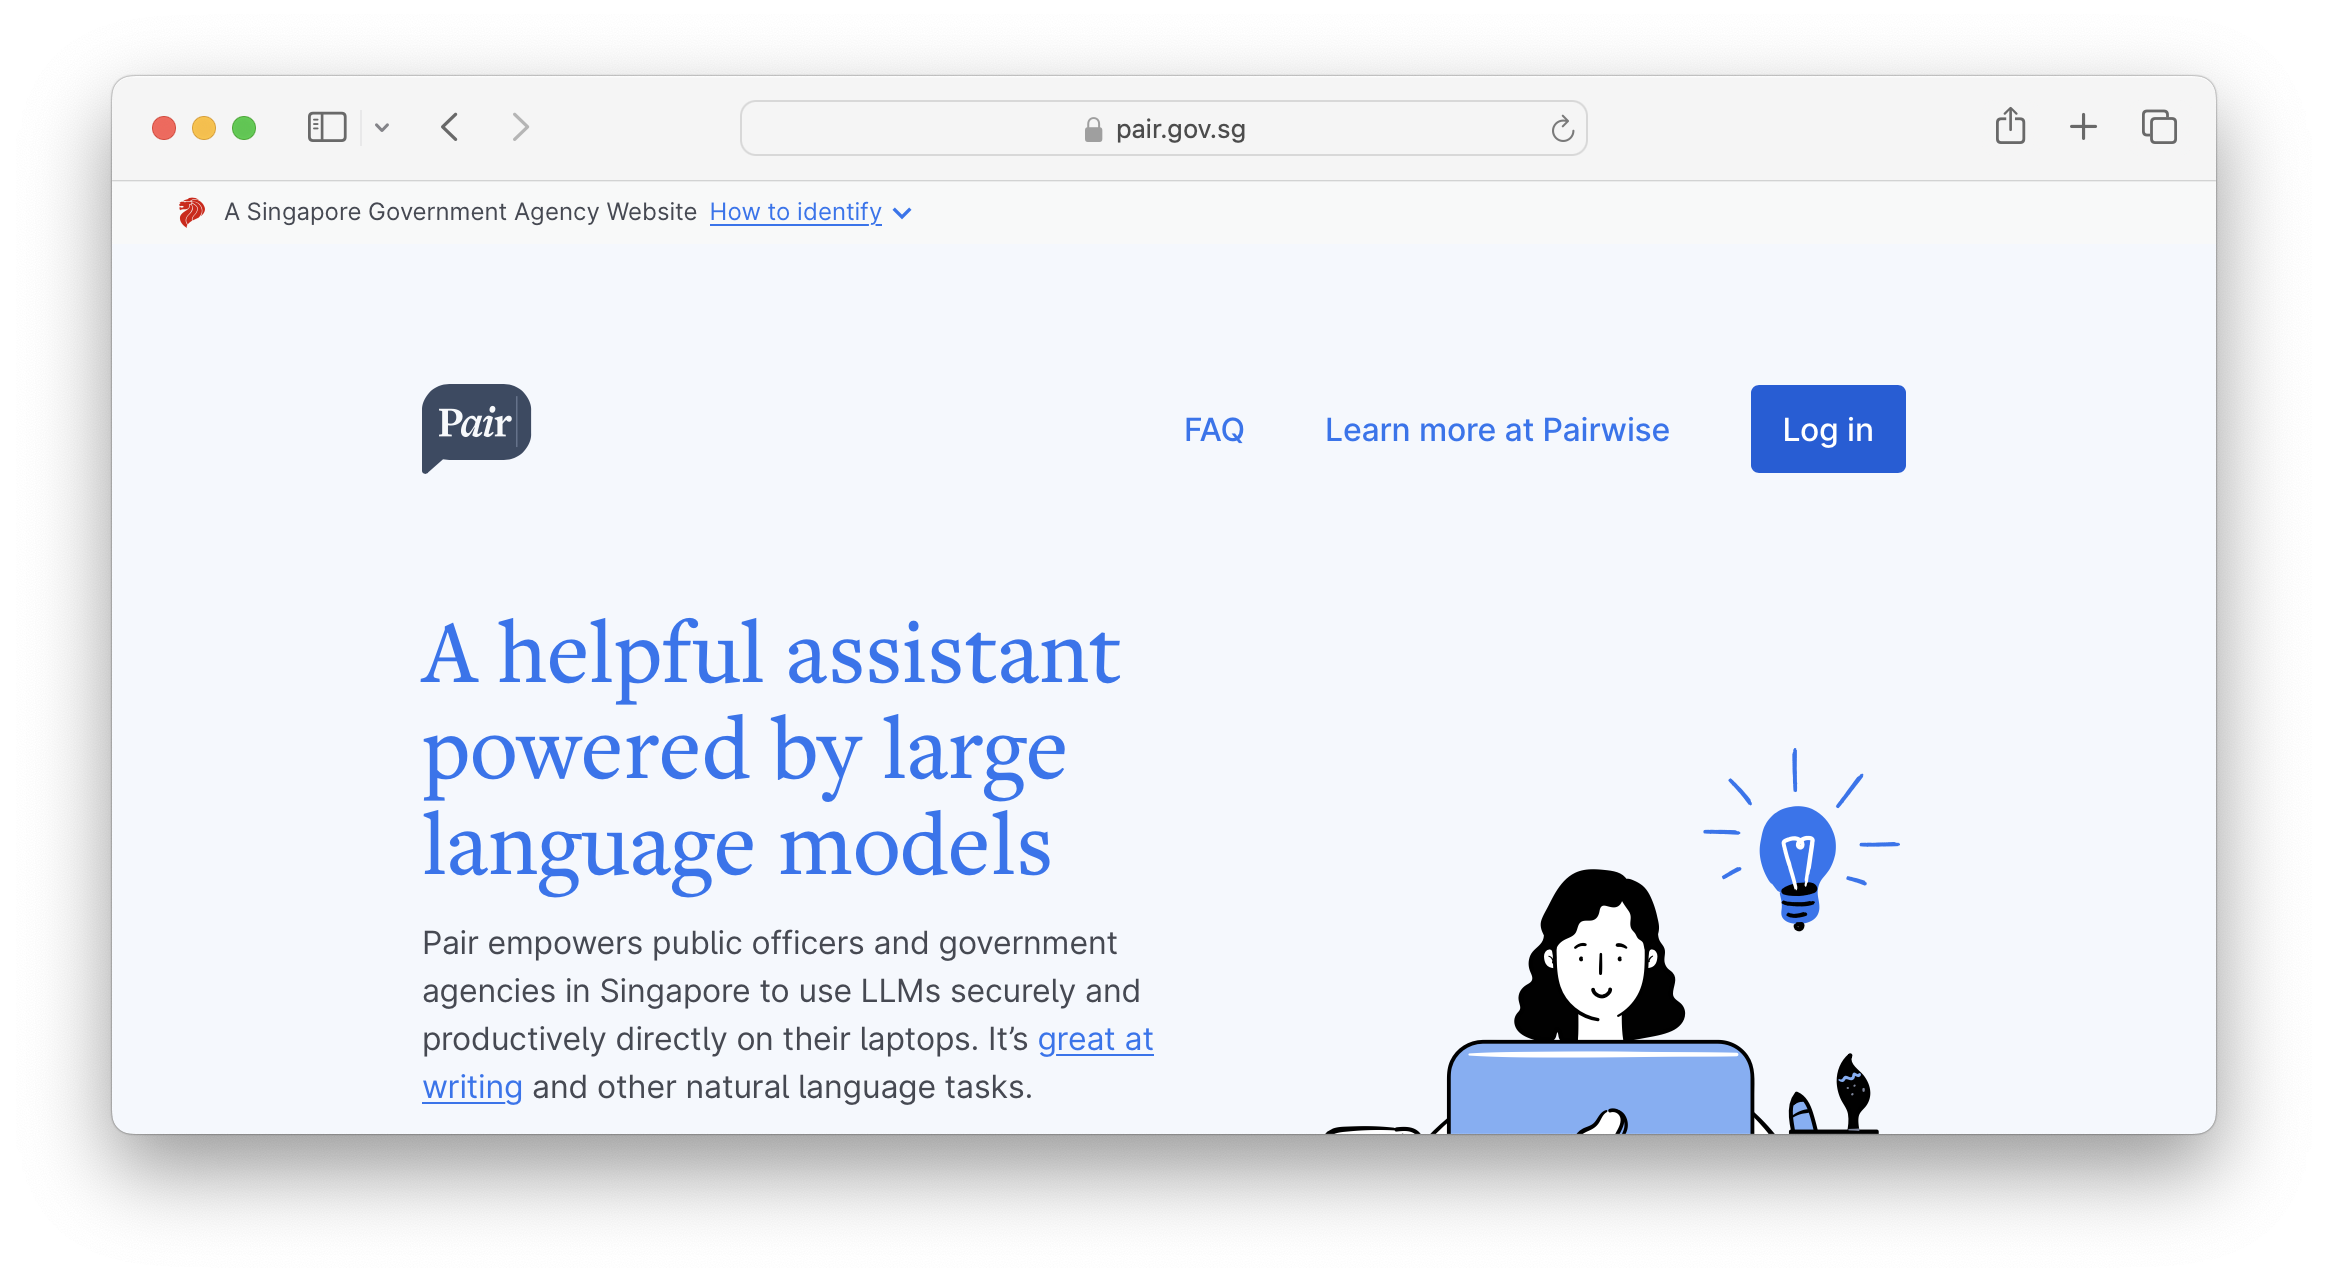 pair.gov.sg
A Singapore Government Agency Website How to identify
Pair
FAQ
Learn more at Pairwise
Log in
A helpful assistant
powered by large
language models
Pair empowers public officers and government
agencies in Singapore to use LLMs securely and
productively directly on their laptops. It’s great at
writing and other natural language tasks.